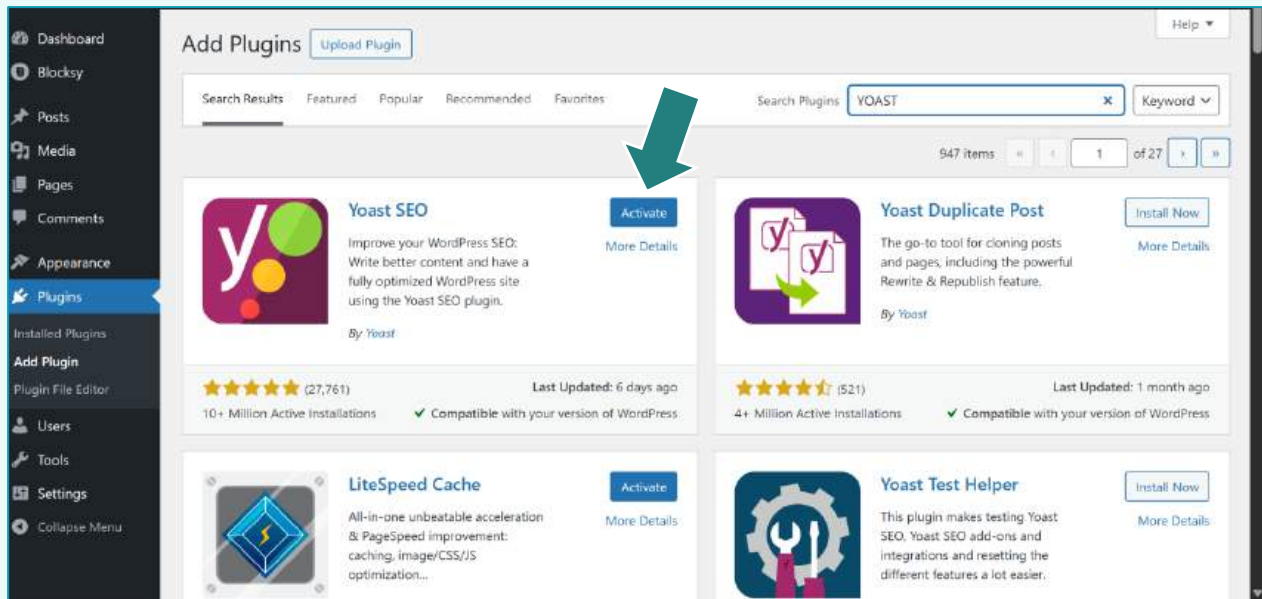 Dashboard
Blocksy
Posts
Media
Pages
Comments
Appearance
Plugins
Installed Plugins
Add Plugin
Plugin File Editor
Users
Tools
Settings
Collapse Menu
Help
Add Plugins Upload Plugin
Search Results Featured Popular Recommended Favorites Search Plugins YOAST Keyword
947 items « ‹ 1 of 27 › »
Yoast SEO
Activate
More Details
Improve your WordPress SEO:
Write better content and have a
fully optimized WordPress site
using the Yoast SEO plugin.
By Yoast
(27,761)
Last Updated: 6 days ago
10+ Million Active Installations
Compatible with your version of WordPress
Yoast Duplicate Post
Install Now
More Details
The go-to tool for cloning posts
and pages, including the powerful
Rewrite & Republish feature.
By Yoast
(521)
Last Updated: 1 month ago
4+ Million Active Installations
Compatible with your version of WordPress
LiteSpeed Cache
Activate
More Details
All-in-one unbeatable acceleration
& PageSpeed improvement:
caching, image/CSS/JS
optimization...
Yoast Test Helper
Install Now
More Details
This plugin makes testing Yoast
SEO, Yoast SEO add-ons and
integrations and resetting the
different features a lot easier.